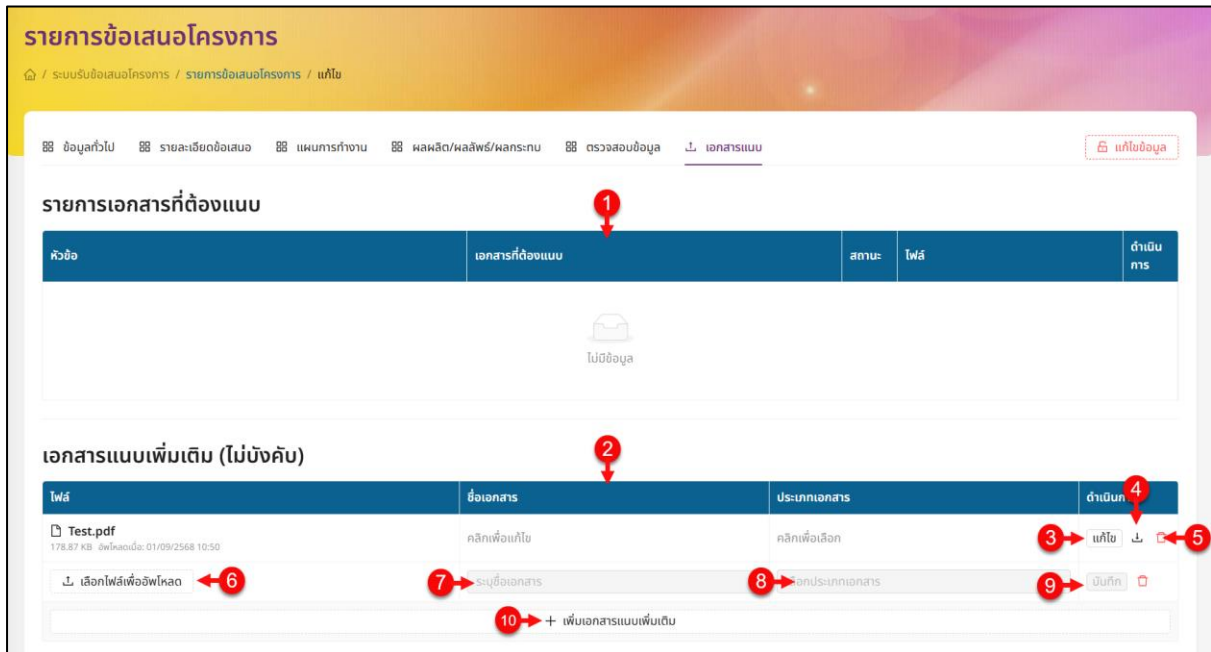 รายการข้อเสนอโครงการ
/ ระบบรับข้อเสนอโครงการ / รายการข้อเสนอโครงการ / แก้ไข
ข้อมูลทั่วไป รายละเอียดข้อเสนอ แผนการทำงาน ผลผลิต/ผลลัพธ์/ผลกระทบ ตรวจสอบข้อมูล เอกสารแนบ แก้ไขข้อมูล
รายการเอกสารที่ต้องแนบ
1
หัวข้อ เอกสารที่ต้องแนบ สถานะ ไฟล์ ดำเนิน
การ
ไม่มีข้อมูล
เอกสารแนบเพิ่มเติม (ไม่บังคับ)
2
4
ไฟล์ ชื่อเอกสาร ประเภทเอกสาร
Test.pdf
178.87 KB อัพโหลดเมื่อ: 01/09/2568 10:50
คลิกเพื่อแก้ไข คลิกเพื่อเลือก 3 แก้ไข 5
เลือกไฟล์เพื่ออัพโหลด 6 7 ระบุชื่อเอกสาร 8 ประเภทเอกสาร 9 บันทึก
10 + เพิ่มเอกสารแนบเพิ่มเติม